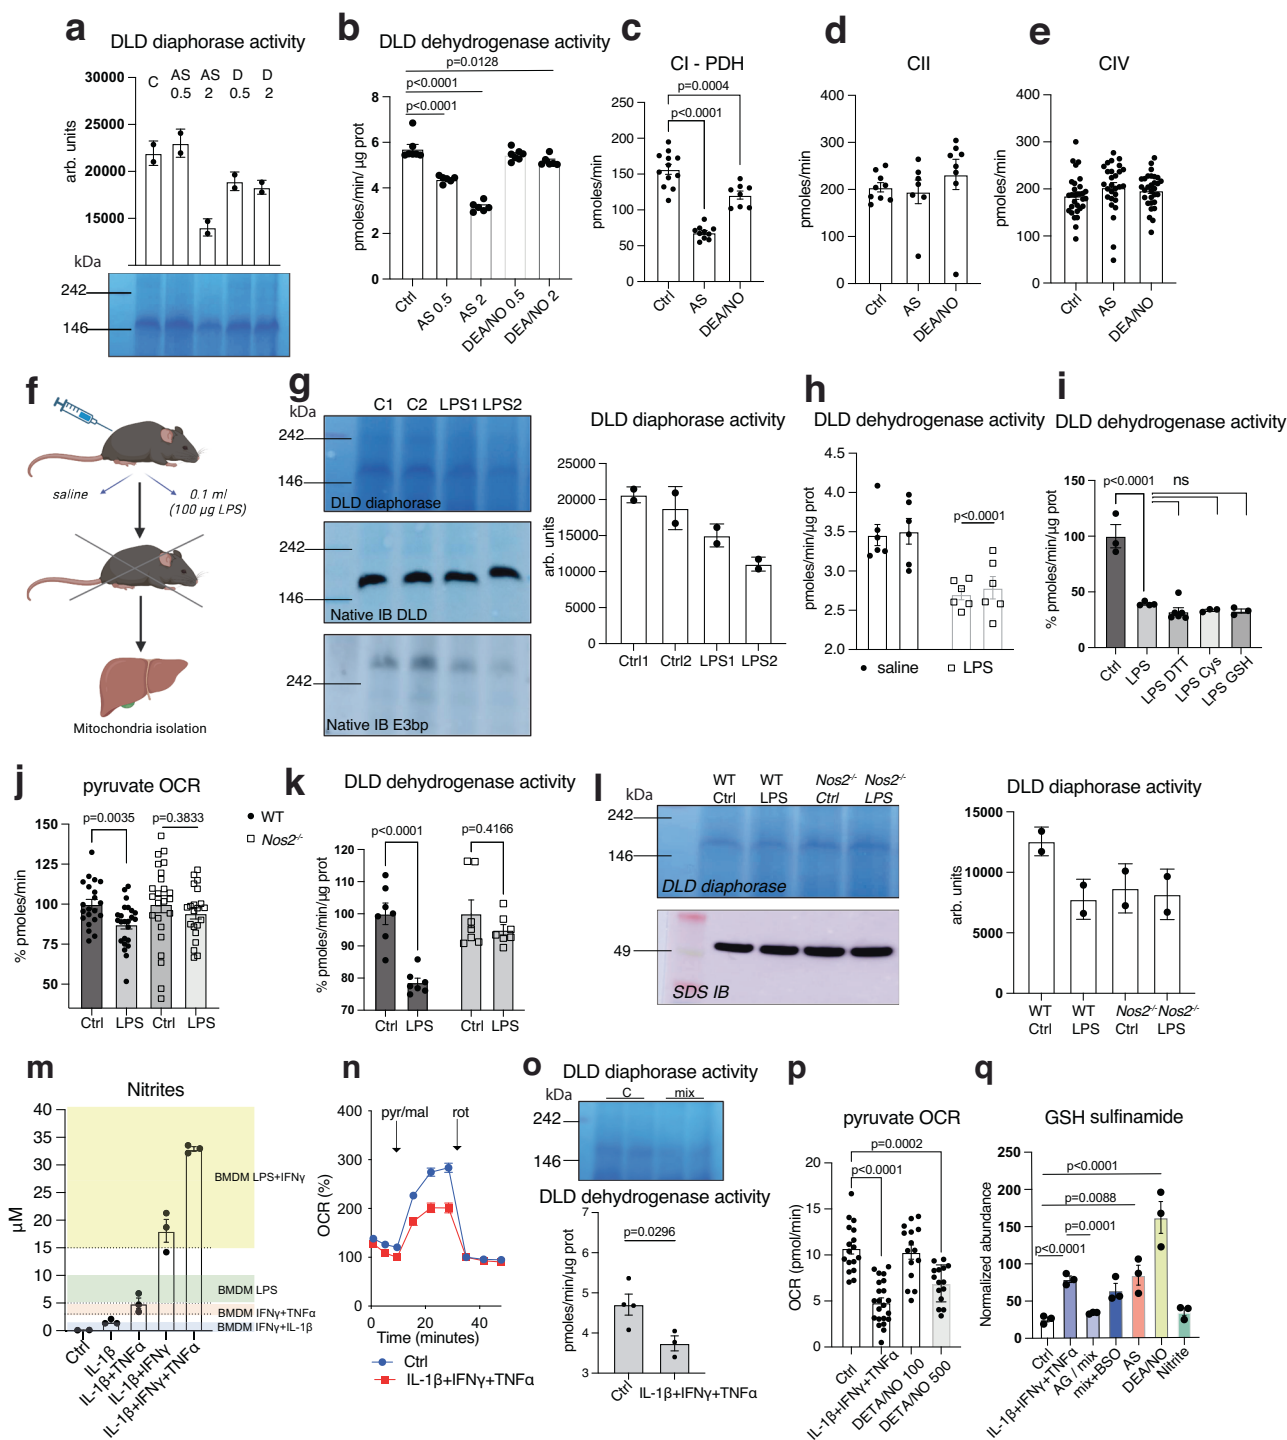 a
DLD diaphorase activity
30000
25000
20000
15000
arb. units
C
AS
0.5
AS
2
D
0.5
D
2
kDa
242
146
b
DLD dehydrogenase activity
p=0.0128
p<0.0001
p<0.0001
8
6
4
2
0
pmoles/min/ µg prot
Ctrl
AS 0.5
AS 2
DEA/NO 0.5
DEA/NO 2
c
CI - PDH
p=0.0004
p<0.0001
250
200
150
100
50
0
pmoles/min
Ctrl
AS
DEA/NO
d
CII
400
300
200
100
0
pmoles/min
Ctrl
AS
DEA/NO
e
CIV
400
300
200
100
0
pmoles/min
Ctrl
AS
DEA/NO
f
saline
0.1 ml
(100 µg LPS)
Mitochondria isolation
g
kDa
C1 C2 LPS1 LPS2
242
146
DLD diaphorase
242
146
Native IB DLD
242
Native IB E3bp
DLD diaphorase activity
25000
20000
15000
10000
5000
0
arb. units
Ctrl1 Ctrl2 LPS1 LPS2
h
DLD dehydrogenase activity
4.5
4.0
3.5
3.0
2.5
2.0
pmoles/min/µg prot
p<0.0001
saline
LPS
i
DLD dehydrogenase activity
p<0.0001
ns
150
100
50
0
% pmoles/min/µg prot
Ctrl
LPS
LPS DTT
LPS Cys
LPS GSH
j
pyruvate OCR
150
125
100
75
50
% pmoles/min
p=0.0035
p=0.3833
WT
Nos2-/-
Ctrl LPS Ctrl LPS
k
DLD dehydrogenase activity
p<0.0001
p=0.4166
120
110
100
90
80
70
% pmoles/min/µg prot
Ctrl LPS Ctrl LPS
l
kDa
WT
Ctrl
WT
LPS
Nos2-/-
Ctrl
Nos2-/-
LPS
242
146
DLD diaphorase
49
SDS IB
DLD diaphorase activity
15000
10000
5000
0
arb. units
WT
Ctrl
WT
LPS
Nos2-/-
Ctrl
Nos2-/-
LPS
m
Nitrites
40
35
30
25
20
15
10
5
0
µM
BMDM LPS+IFNγ
BMDM LPS
BMDM IFNγ+TNFα
BMDM IFNγ+IL-1β
Ctrl
IL-1β
IL-1β+TNFα
IL-1β+IFNγ
IL-1β+IFNγ+TNFα
n
400
300
200
100
0
OCR (%)
pyr/mal
rot
0 20 40
Time (minutes)
Ctrl
IL-1β+IFNγ+TNFα
o
DLD diaphorase activity
kDa
C
mix
242
146
DLD dehydrogenase activity
7
6
5
4
3
pmoles/min/µg prot
p=0.0296
Ctrl
IL-1β+IFNγ+TNFα
p
pyruvate OCR
p=0.0002
p<0.0001
20
15
10
5
0
OCR (pmol/min)
Ctrl
IL-1β+IFNγ+TNFα
DETA/NO 100
DETA/NO 500
q
GSH sulfinamide
250
200
150
100
50
0
Normalized abundance
p<0.0001
p=0.0088
p=0.0001
p<0.0001
Ctrl
IL-1β+IFNγ+TNFα
AG / mix
mix+BSO
AS
DEA/NO
Nitrite